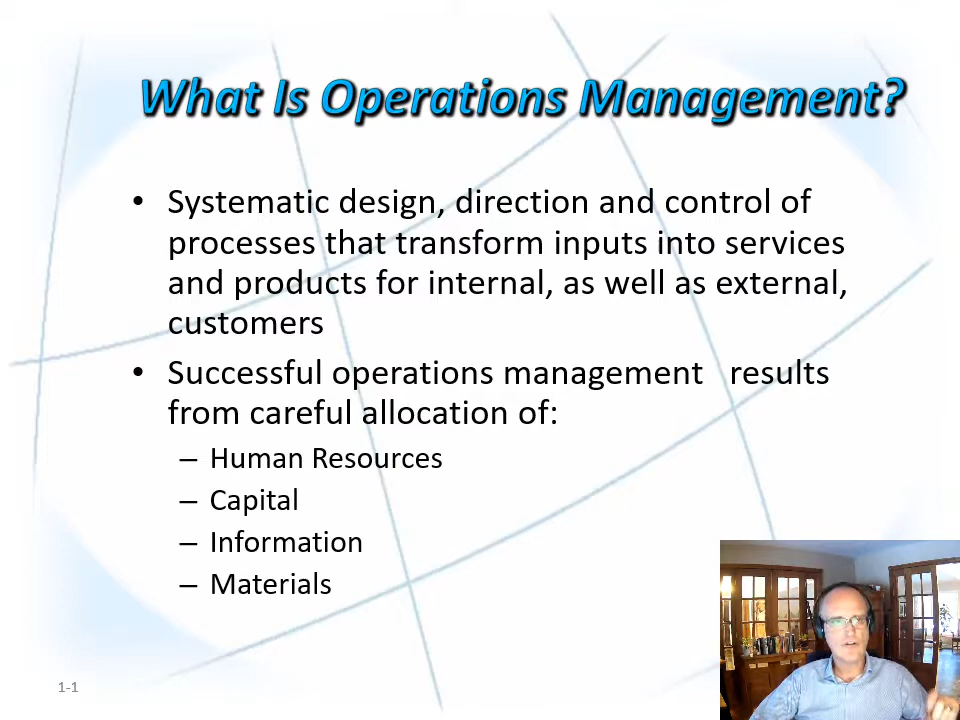 What Is Operations Management?
• Systematic design, direction and control of
processes that transform inputs into services
and products for internal, as well as external,
customers
• Successful operations management results
from careful allocation of:
– Human Resources
– Capital
– Information
– Materials
1-1